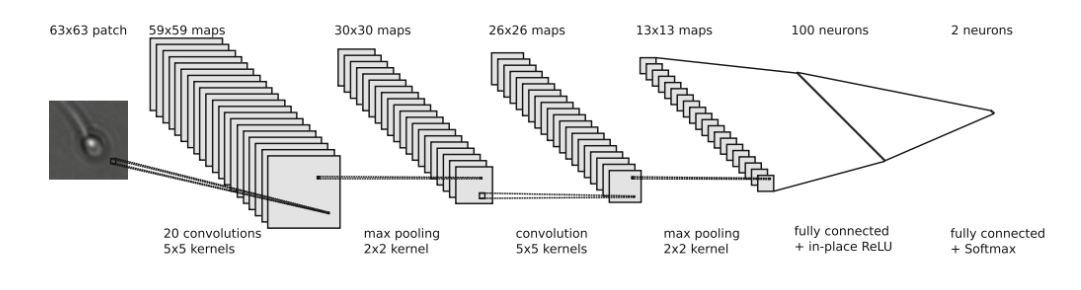 63x63 patch
59x59 maps
30x30 maps
26x26 maps
13x13 maps
100 neurons
2 neurons
20 convolutions
5x5 kernels
max pooling
2x2 kernel
convolution
5x5 kernels
max pooling
2x2 kernel
fully connected
+ in-place ReLU
fully connected
+ Softmax